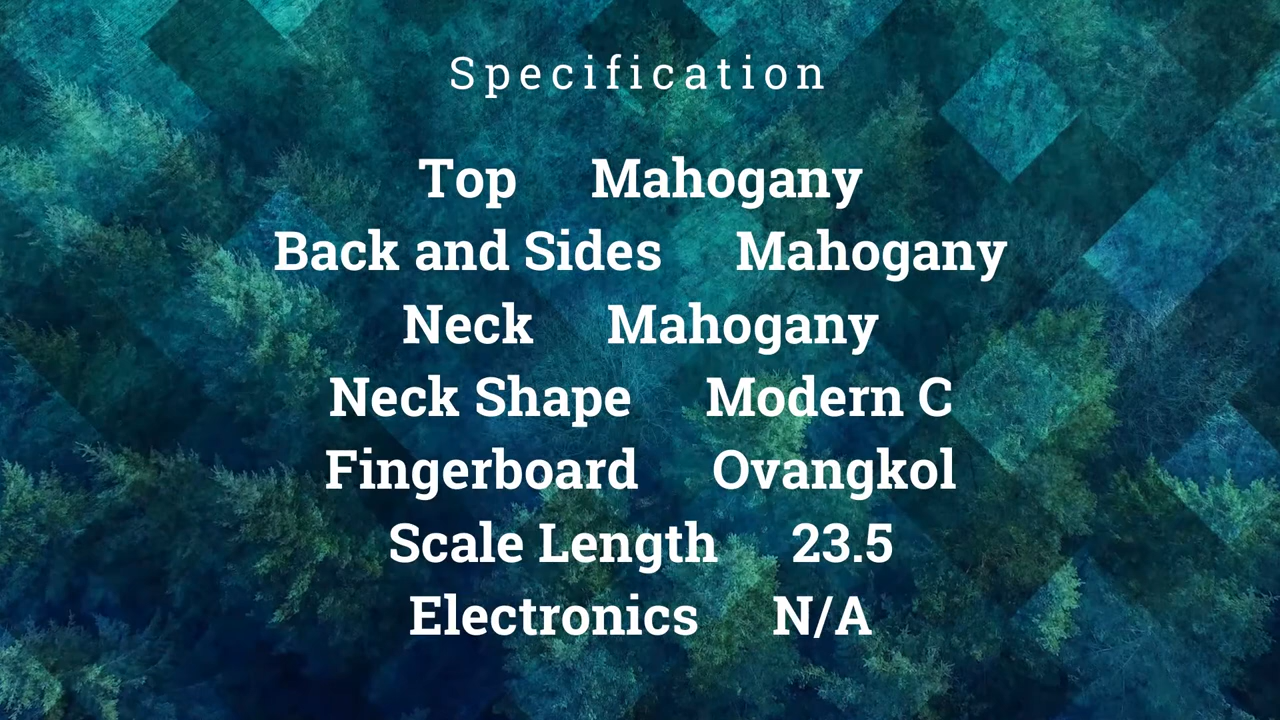 Specification
Top Mahogany
Back and Sides Mahogany
Neck Mahogany
Neck Shape Modern C
Fingerboard Ovangkol
Scale Length 23.5
Electronics N/A